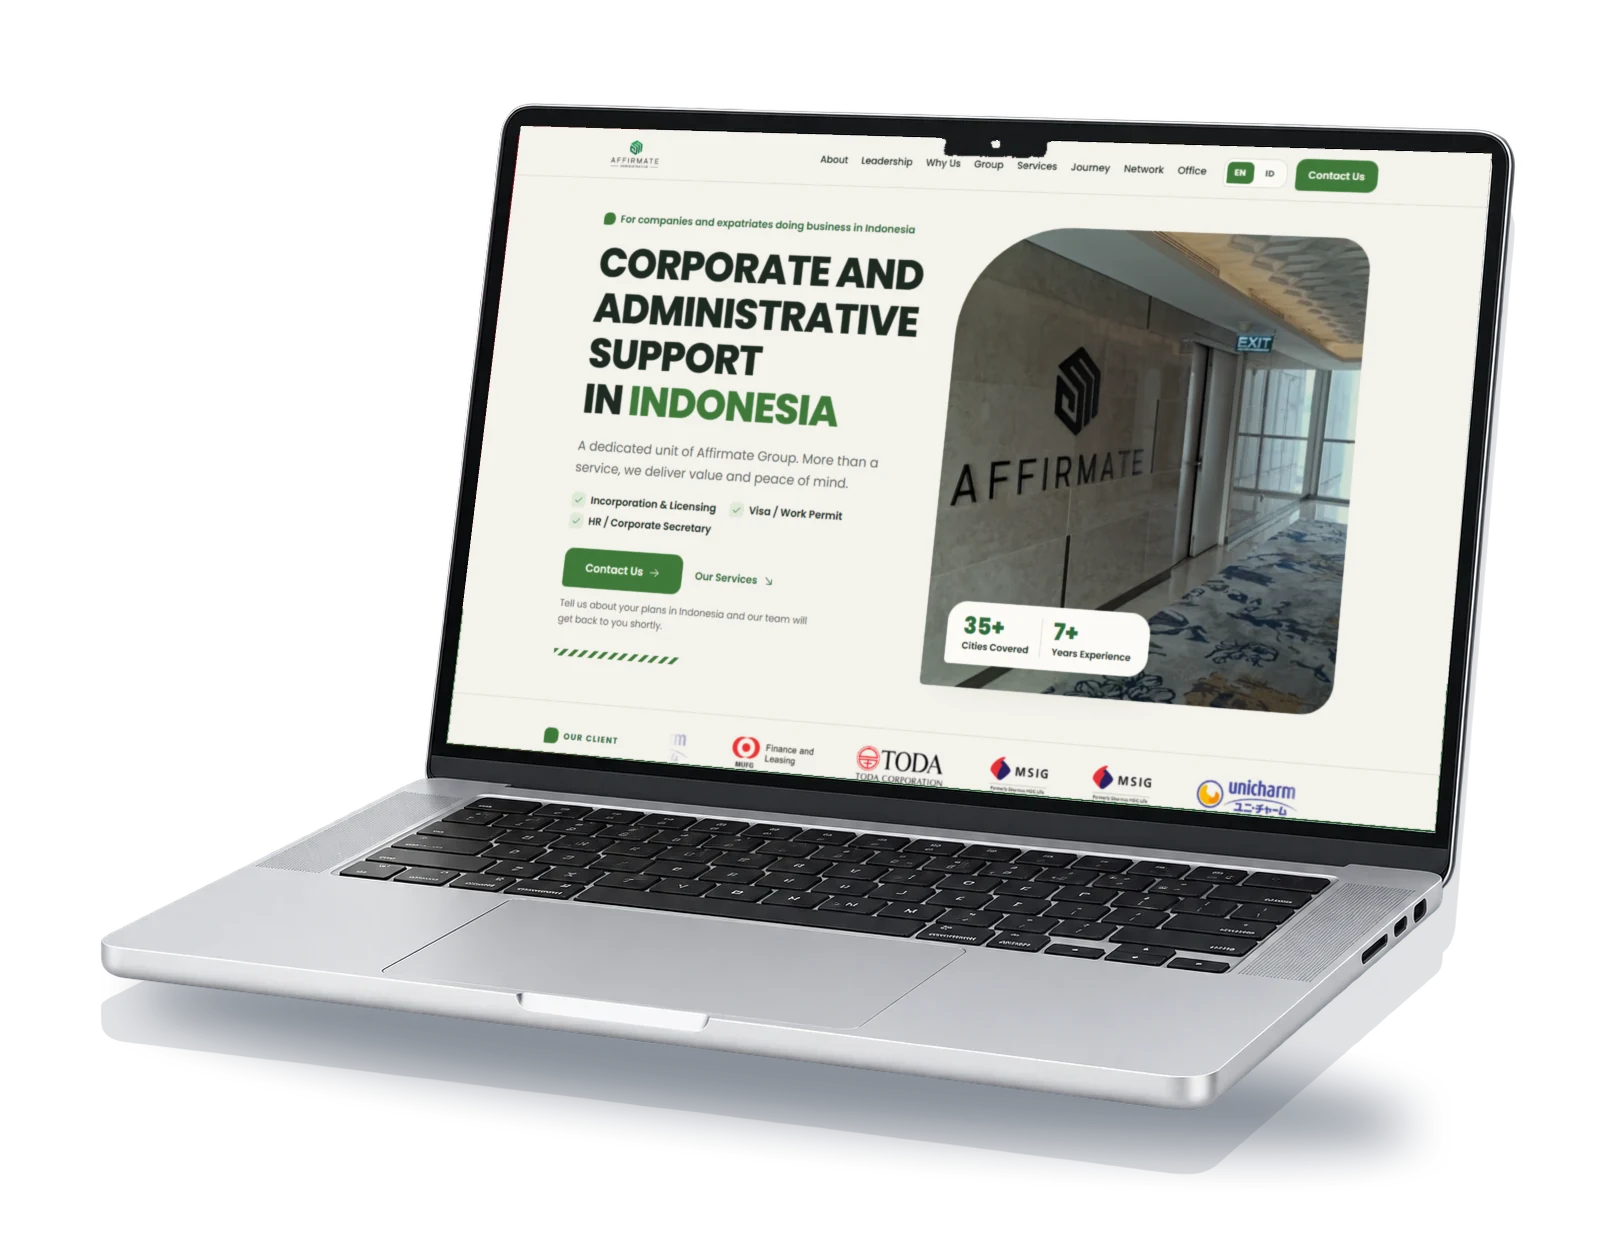 AFFIRMATE
About Leadership Why Us Group Services Journey Network Office EN ID Contact Us
For companies and expatriates doing business in Indonesia
CORPORATE AND
ADMINISTRATIVE
SUPPORT
IN INDONESIA
A dedicated unit of Affirmate Group. More than a
service, we deliver value and peace of mind.
Incorporation & Licensing Visa / Work Permit
HR / Corporate Secretary
Contact Us → Our Services ↘
Tell us about your plans in Indonesia and our team will
get back to you shortly.
EXIT
AFFIRMATE
35+ 7+
Cities Covered Years Experience
OUR CLIENT
MUFG Finance and
Leasing
TODA
TODA CORPORATION
MSIG
MSIG
unicharm
ユニ・チャーム